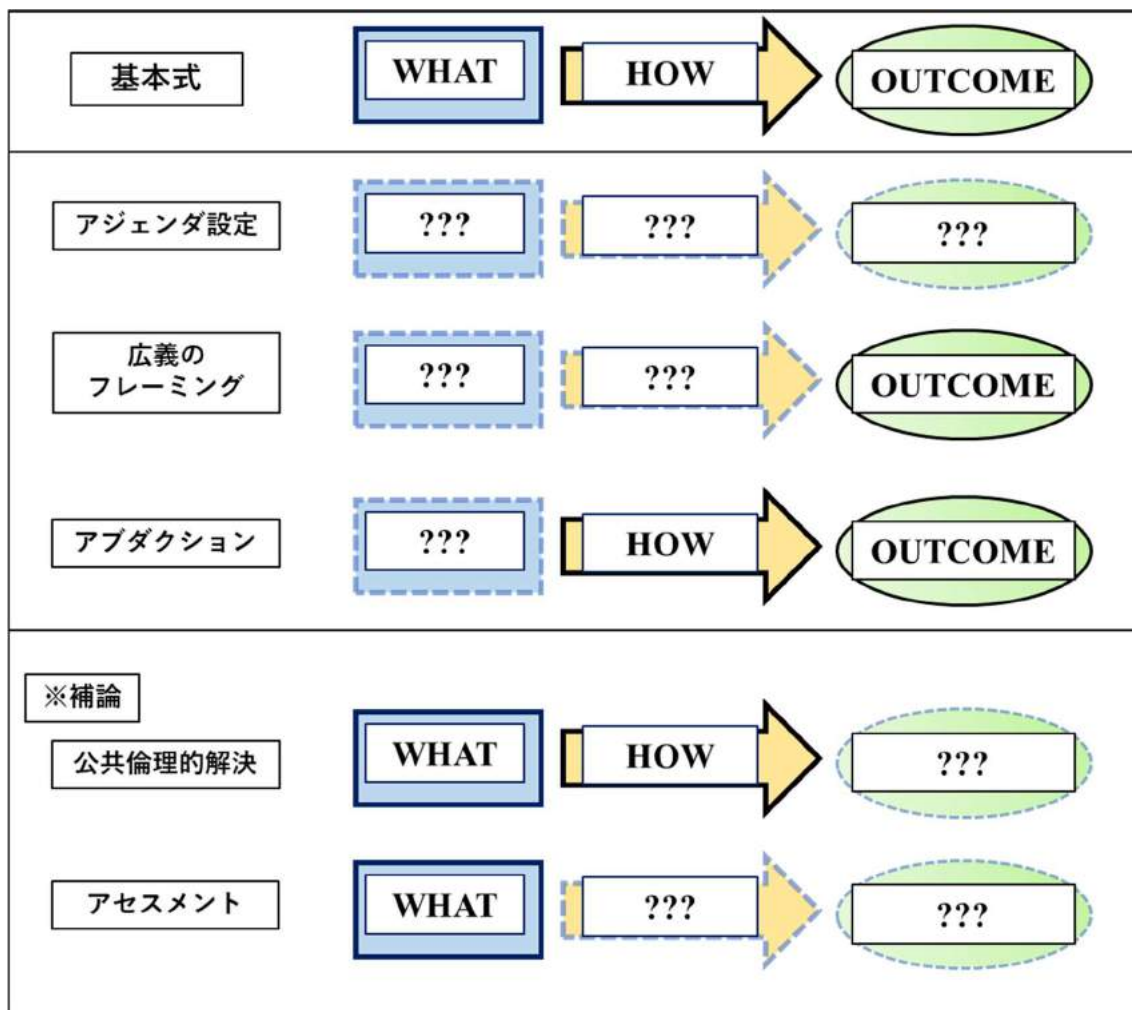 基本式
WHAT
HOW
OUTCOME
アジェンダ設定
???
???
???
広義の
フレーミング
???
???
OUTCOME
アブダクション
???
HOW
OUTCOME
※補論
公共倫理的解決
WHAT
HOW
???
アセスメント
WHAT
???
???